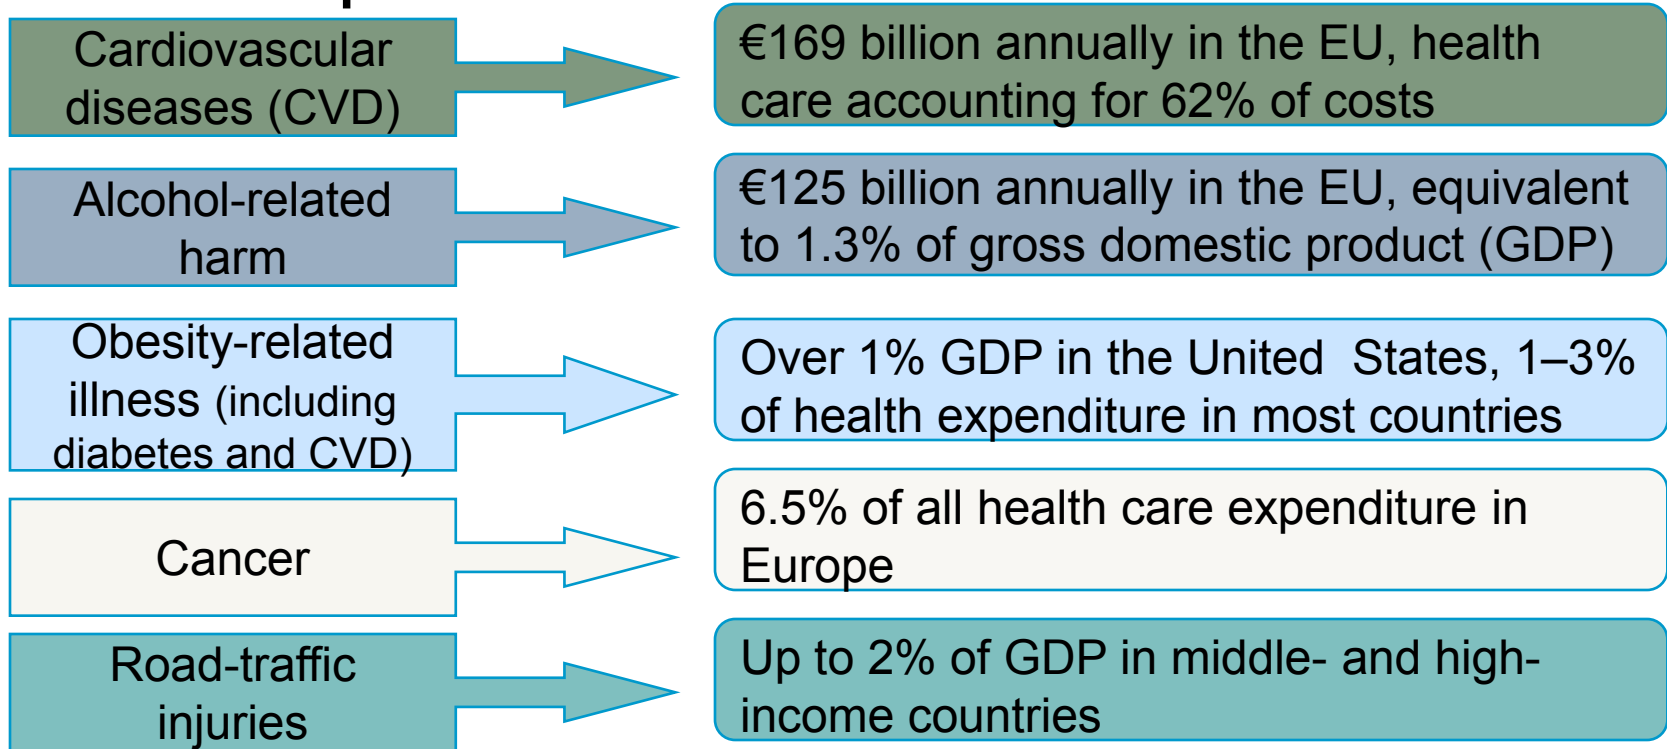 Cardiovascular
diseases (CVD)
€169 billion annually in the EU, health
care accounting for 62% of costs
Alcohol-related
harm
€125 billion annually in the EU, equivalent
to 1.3% of gross domestic product (GDP)
Obesity-related
illness (including
diabetes and CVD)
Over 1% GDP in the United  States, 1–3%
of health expenditure in most countries
Cancer
6.5% of all health care expenditure in
Europe
Road-traffic
injuries
Up to 2% of GDP in middle- and high-
income countries